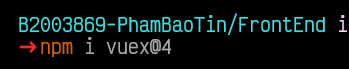 B2003869-PhamBaoTin/FrontEnd i
➜npm i vuex@4